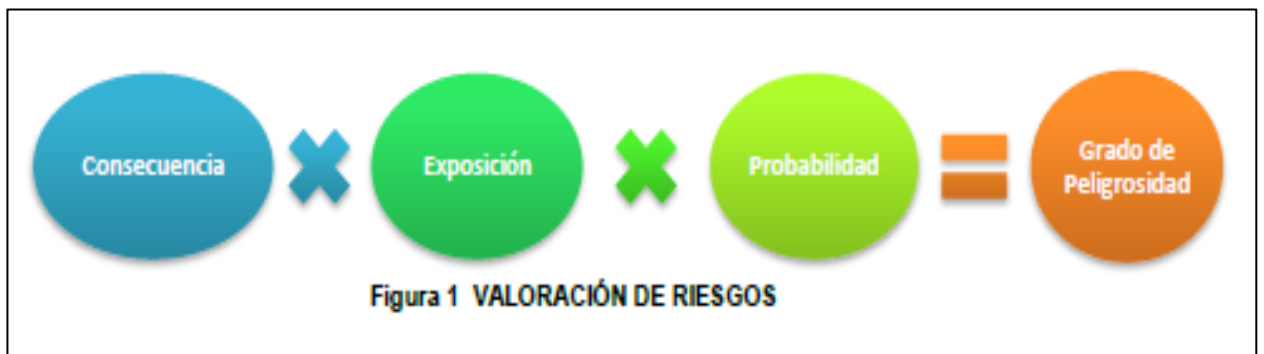 Consecuencia
Exposición
Probabilidad
Grado de
Peligrosidad
Figura 1 VALORACIÓN DE RIESGOS